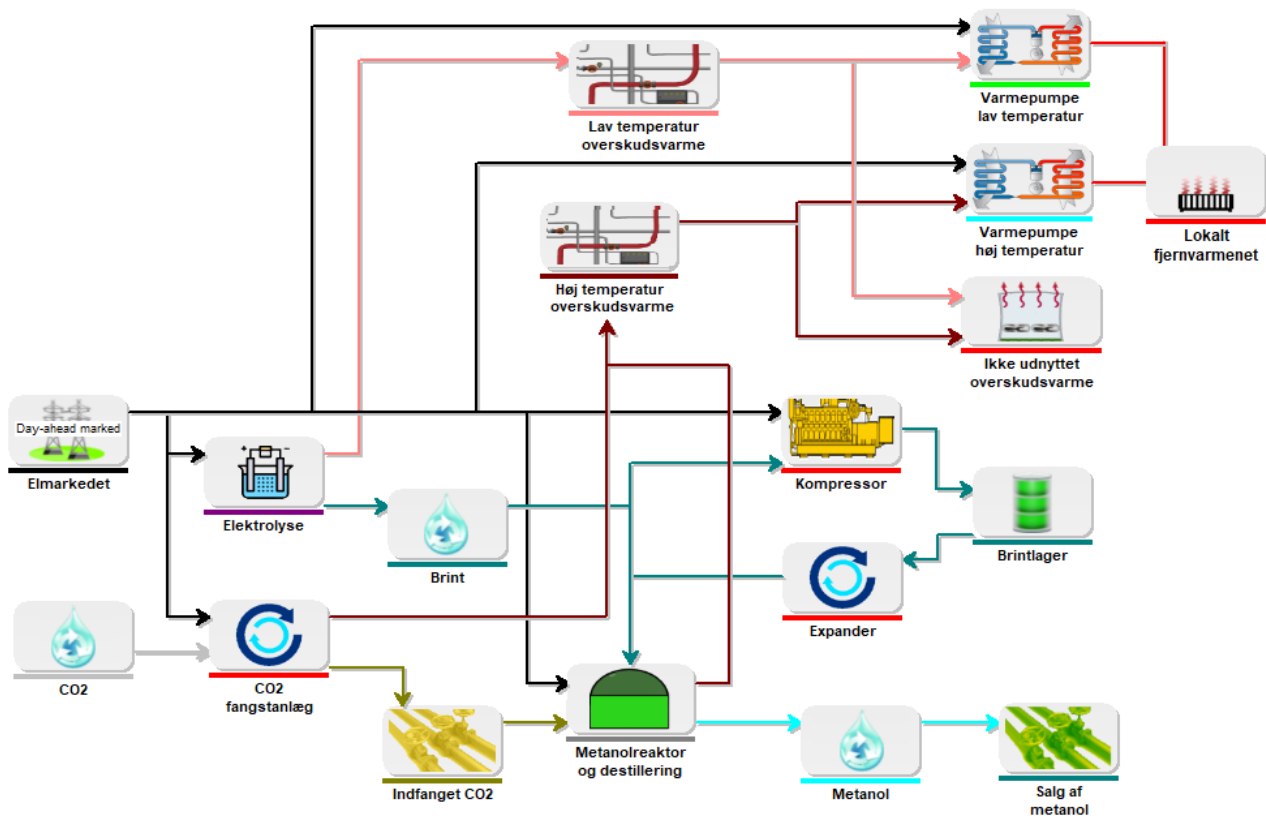 Varmepumpe
lav temperatur
Lav temperatur
overskudsvarme
Varmepumpe
høj temperatur
Lokalt
fjernvarmenet
Høj temperatur
overskudsvarme
Ikke udnyttet
overskudsvarme
Day-ahead marked
Elmarkedet
Elektrolyse
Kompressor
Brint
Brintlager
Expander
CO2
CO2
fangstanlæg
Metanolreaktor
og destillering
Indfanget CO2
Metanol
Salg af
metanol